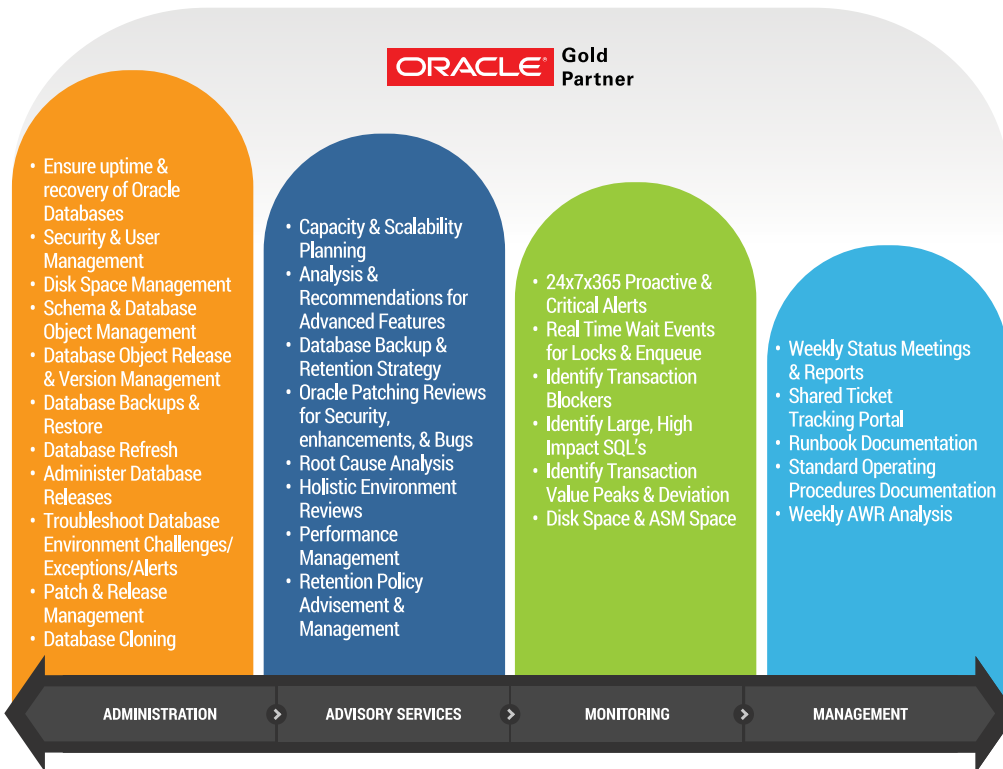 ORACLE® Gold
Partner
• Ensure uptime &
recovery of Oracle
Databases
• Security & User
Management
• Disk Space Management
• Schema & Database
Object Management
• Database Object Release
& Version Management
• Database Backups &
Restore
• Database Refresh
• Administer Database
Releases
• Troubleshoot Database
Environment Challenges/
Exceptions/Alerts
• Patch & Release
Management
• Database Cloning
• Capacity & Scalability
Planning
• Analysis &
Recommendations for
Advanced Features
• Database Backup &
Retention Strategy
• Oracle Patching Reviews
for Security,
enhancements, & Bugs
• Root Cause Analysis
• Holistic Environment
Reviews
• Performance
Management
• Retention Policy
Advisement &
Management
• 24x7x365 Proactive &
Critical Alerts
• Real Time Wait Events
for Locks & Enqueue
• Identify Transaction
Blockers
• Identify Large, High
Impact SQL's
• Identify Transaction
Value Peaks & Deviation
• Disk Space & ASM Space
• Weekly Status Meetings
& Reports
• Shared Ticket
Tracking Portal
• Runbook Documentation
• Standard Operating
Procedures Documentation
• Weekly AWR Analysis
ADMINISTRATION
ADVISORY SERVICES
MONITORING
MANAGEMENT